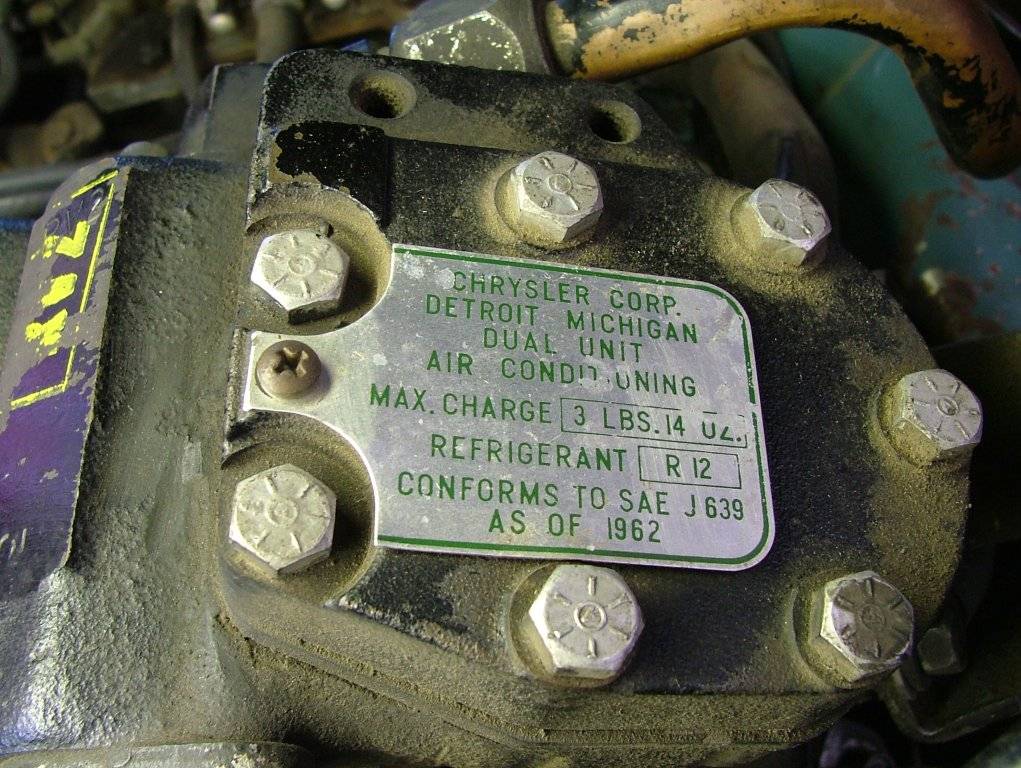 CHRYSLER CORP.
DETROIT MICHIGAN
DUAL UNIT
AIR CONDITIONING
MAX. CHARGE 3 LBS. 14 OZ.
REFRIGERANT R 12
CONFORMS TO SAE J 639
AS OF 1962